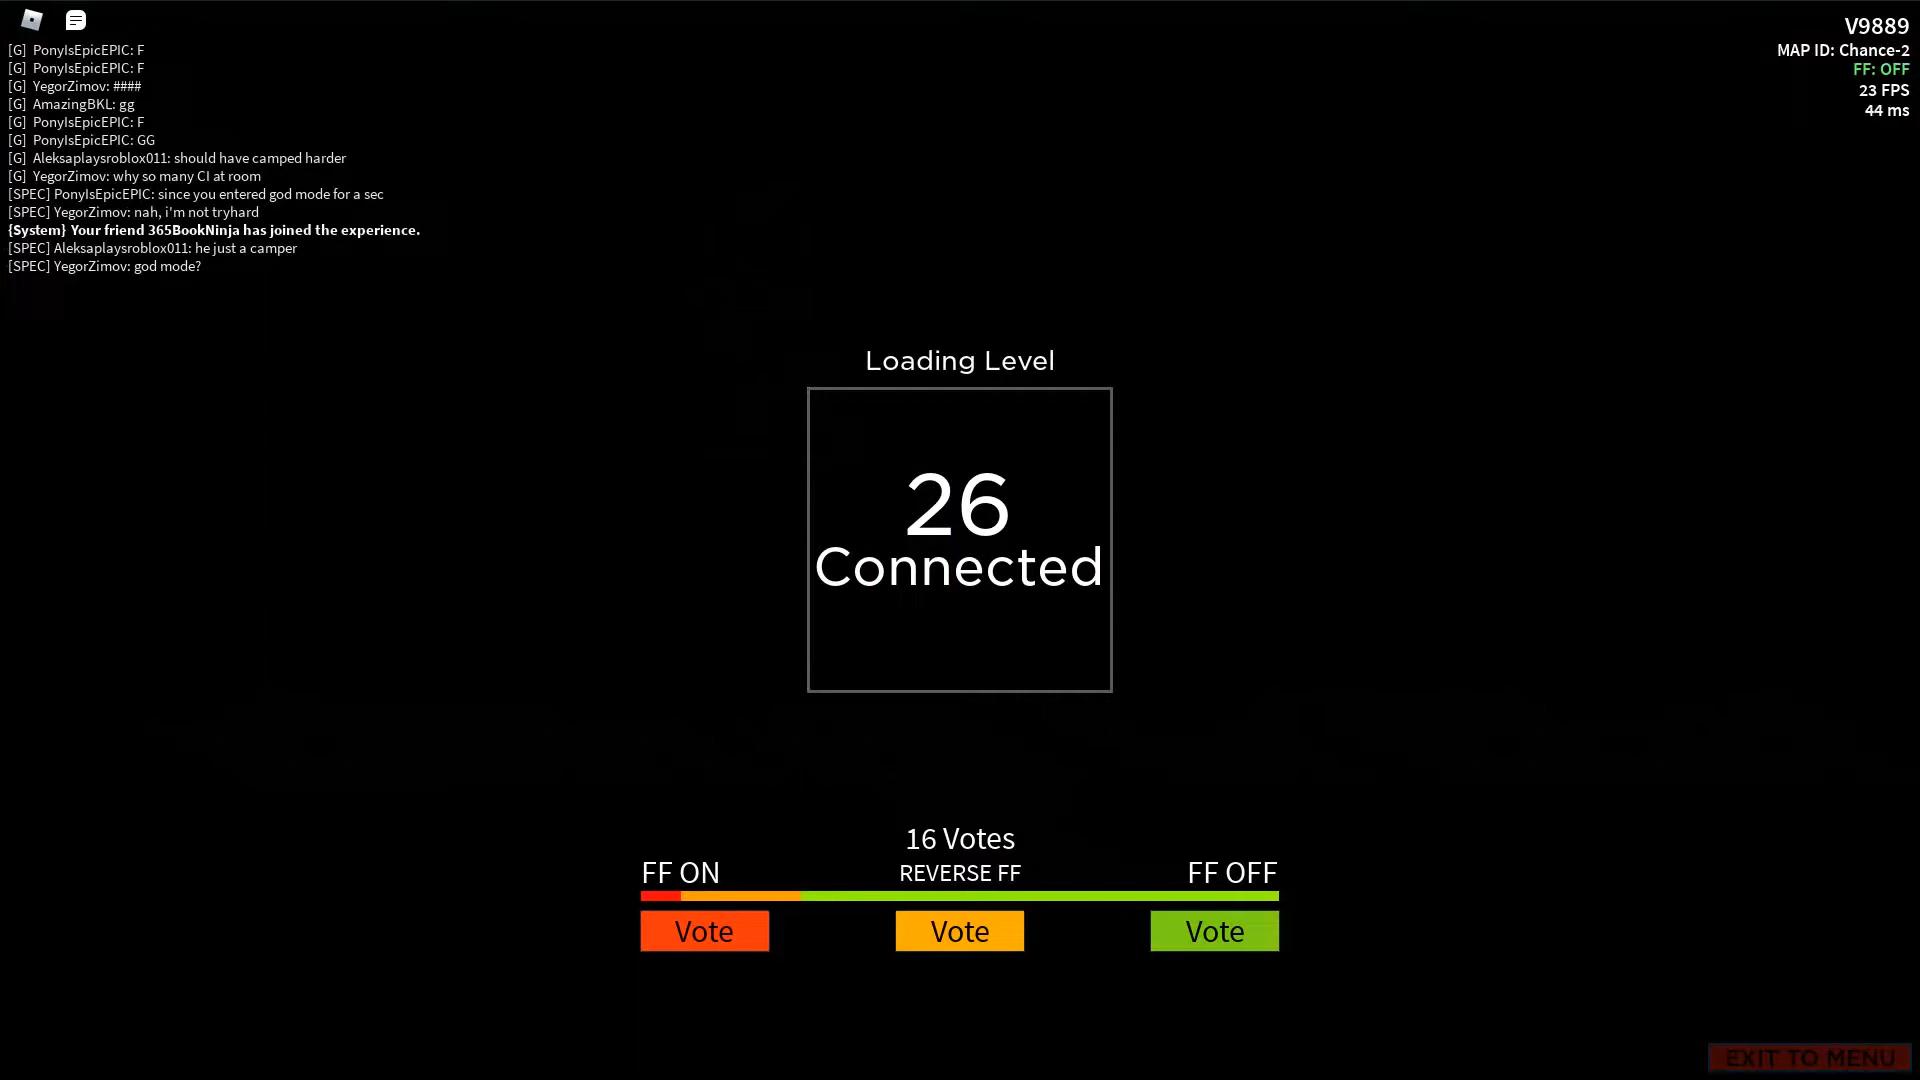 V9889
MAP ID: Chance-2
FF: OFF
23 FPS
44 ms
[G] PonyIsEpicEPIC: F
[G] PonyIsEpicEPIC: F
[G] YegorZimov: ####
[G] AmazingBKL: gg
[G] PonyIsEpicEPIC: F
[G] PonyIsEpicEPIC: GG
[G] Aleksaplaysroblox011: should have camped harder
[G] YegorZimov: why so many CI at room
[SPEC] PonyIsEpicEPIC: since you entered god mode for a sec
[SPEC] YegorZimov: nah, i'm not tryhard
{System} Your friend 365BookNinja has joined the experience.
[SPEC] Aleksaplaysroblox011: he just a camper
[SPEC] YegorZimov: god mode?
Loading Level
26
Connected
16 Votes
FF ON
REVERSE FF
FF OFF
Vote
Vote
Vote
EXIT TO MENU